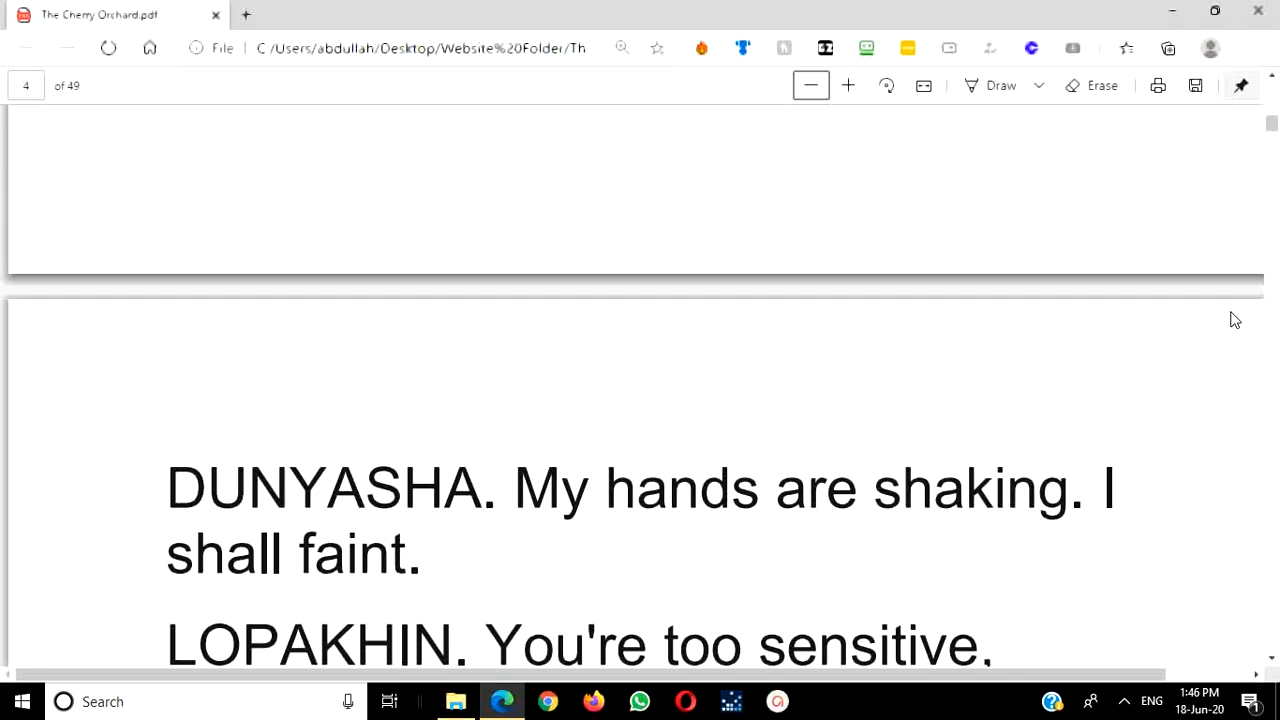 The Cherry Orchard.pdf
File
C:/Users/abdullah/Desktop/Website%20Folder/Th
4 of 49
Draw
Erase
DUNYASHA. My hands are shaking. I
shall faint.
LOPAKHIN. You're too sensitive,
Search
ENG
1:46 PM
18-Jun-20
1